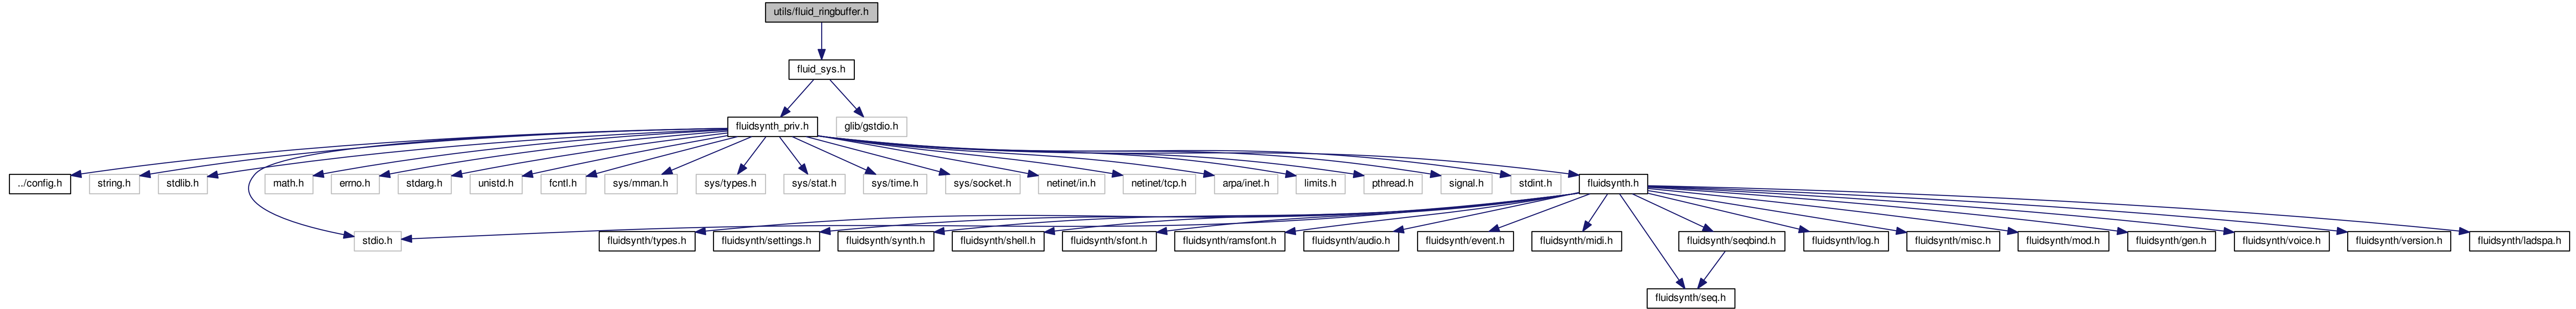 utils/fluid_ringbuffer.h
fluid_sys.h
fluidsynth_priv.h
glib/gstdio.h
../config.h
string.h
stdlib.h
math.h
errno.h
stdarg.h
unistd.h
fcntl.h
sys/mman.h
sys/types.h
sys/stat.h
sys/time.h
sys/socket.h
netinet/in.h
netinet/tcp.h
arpa/inet.h
limits.h
pthread.h
signal.h
stdint.h
fluidsynth.h
stdio.h
fluidsynth/types.h
fluidsynth/settings.h
fluidsynth/synth.h
fluidsynth/shell.h
fluidsynth/sfont.h
fluidsynth/ramsfont.h
fluidsynth/audio.h
fluidsynth/event.h
fluidsynth/midi.h
fluidsynth/seqbind.h
fluidsynth/log.h
fluidsynth/misc.h
fluidsynth/mod.h
fluidsynth/gen.h
fluidsynth/voice.h
fluidsynth/version.h
fluidsynth/ladspa.h
fluidsynth/seq.h